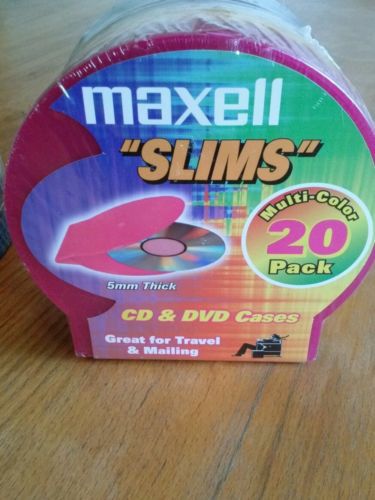 maxell
"SLIMS"
Multi-Color
20
Pack
5mm Thick
CD & DVD Cases
Great for Travel
& Mailing